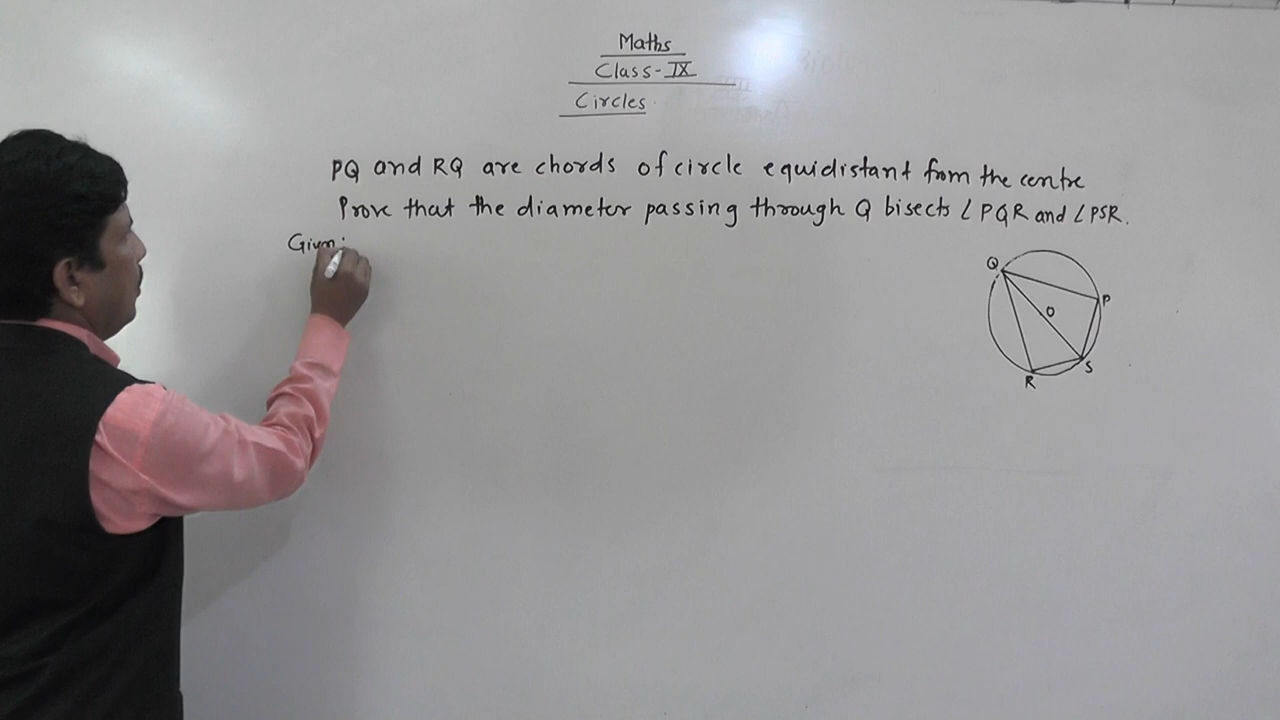 Maths
Class-IX
Circles
PQ and RQ are chords of circle equidistant from the centre
Prove that the diameter passing through Q bisects ∠PQR and ∠PSR.
Given:
Q
P
O
S
R